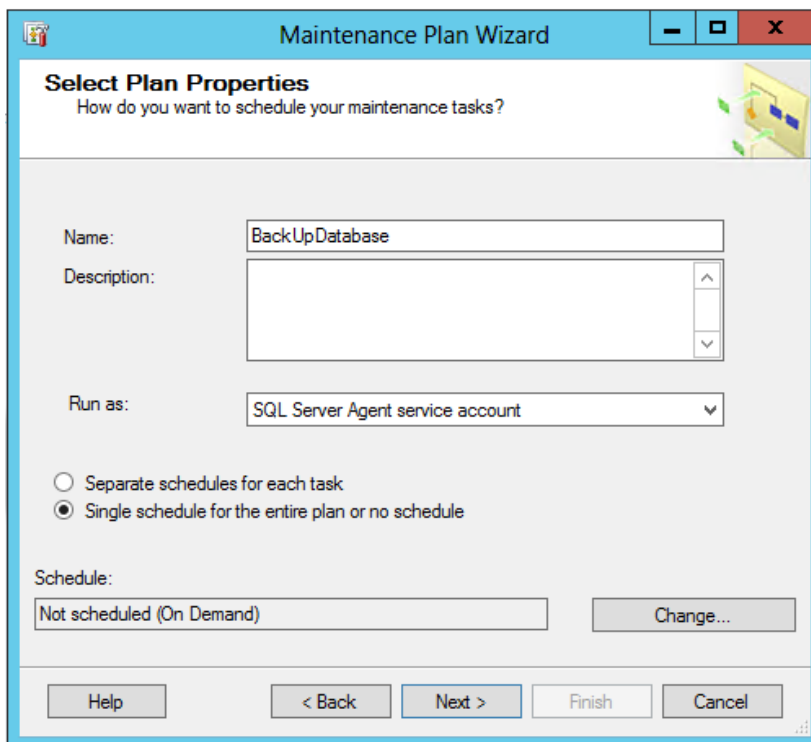 Maintenance Plan Wizard
Select Plan Properties
How do you want to schedule your maintenance tasks?
Name:
BackUpDatabase
Description:
Run as:
SQL Server Agent service account
Separate schedules for each task
Single schedule for the entire plan or no schedule
Schedule:
Not scheduled (On Demand)
Change...
Help
< Back
Next >
Finish
Cancel